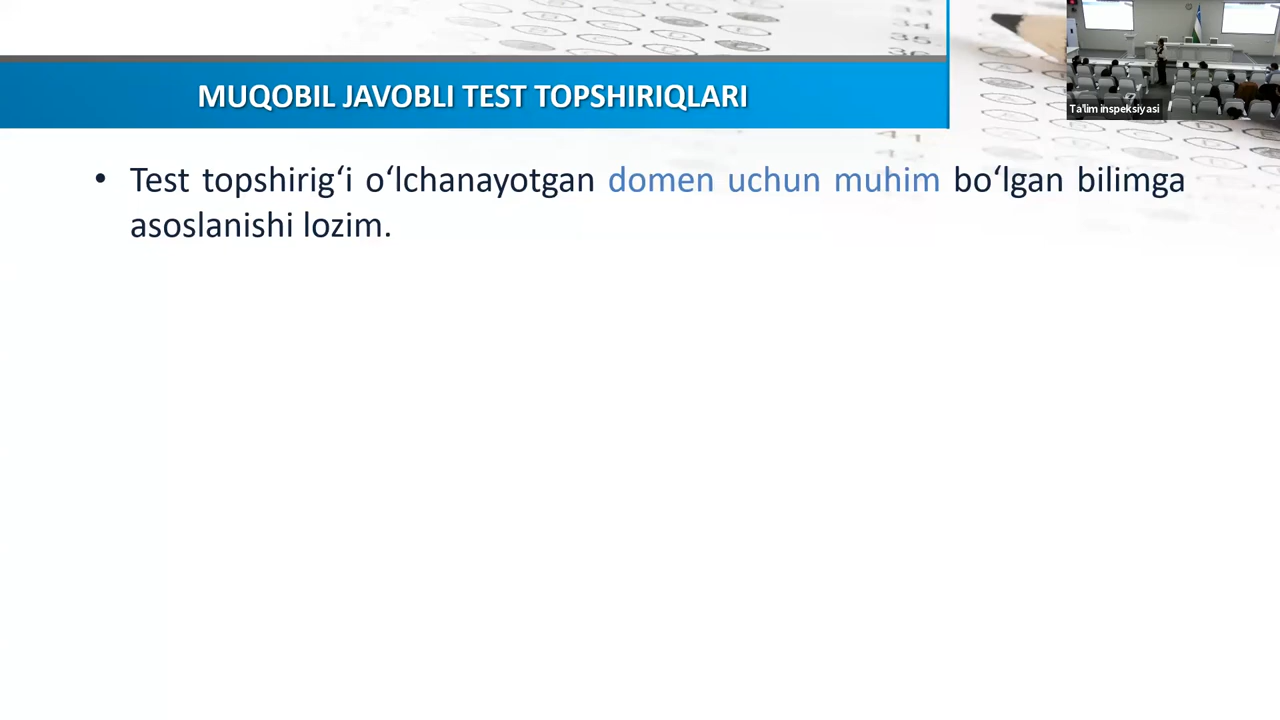 MUQOBIL JAVOBLI TEST TOPSHIRIQLARI
Ta'lim inspeksiyasi
• Test topshirig‘i o‘lchanayotgan domen uchun muhim bo‘lgan bilimga
asoslanishi lozim.